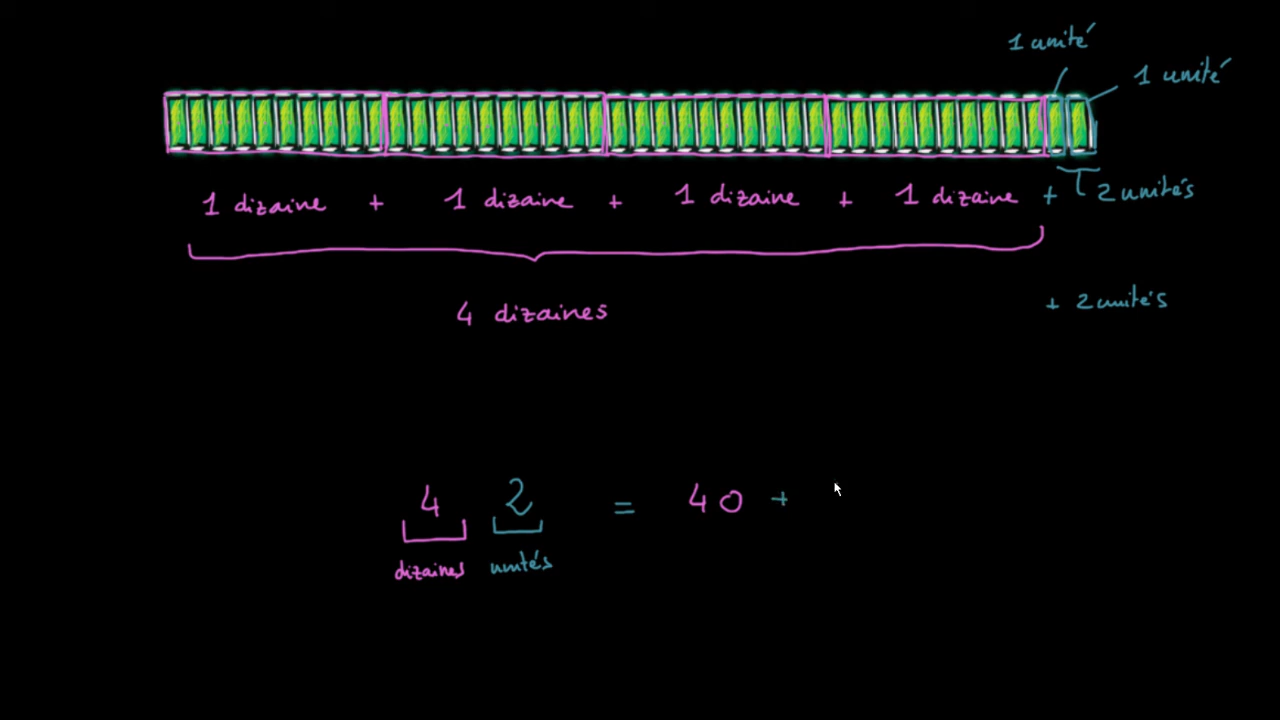 1 unité
1 unité
1 dizaine + 1 dizaine + 1 dizaine + 1 dizaine + 2 unités
4 dizaines + 2 unités
4 2 = 40 +
dizaines unités